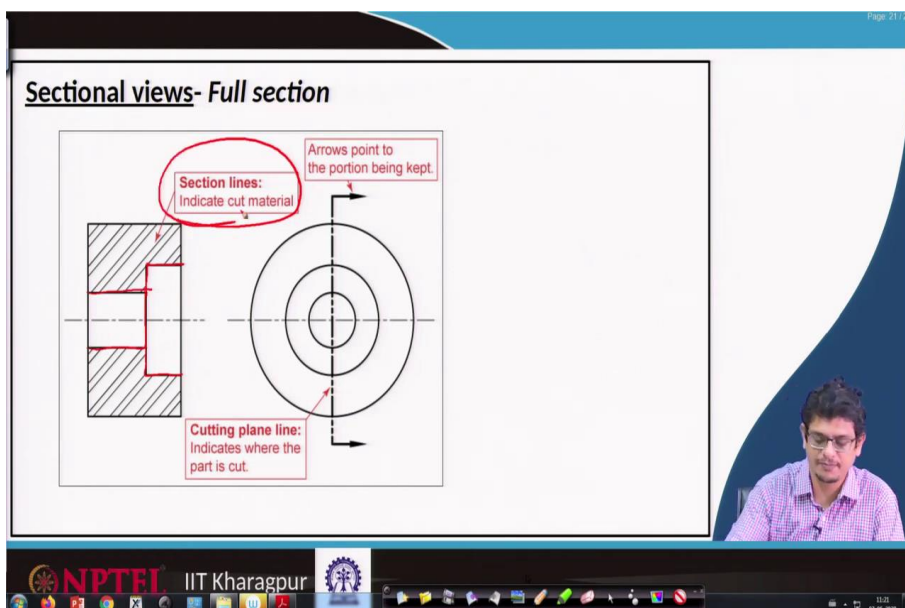 Page: 21 /
Sectional views- Full section
Arrows point to
the portion being kept.
Section lines:
Indicate cut material
Cutting plane line:
Indicates where the
part is cut.
NPTEL IIT Kharagpur
11:21